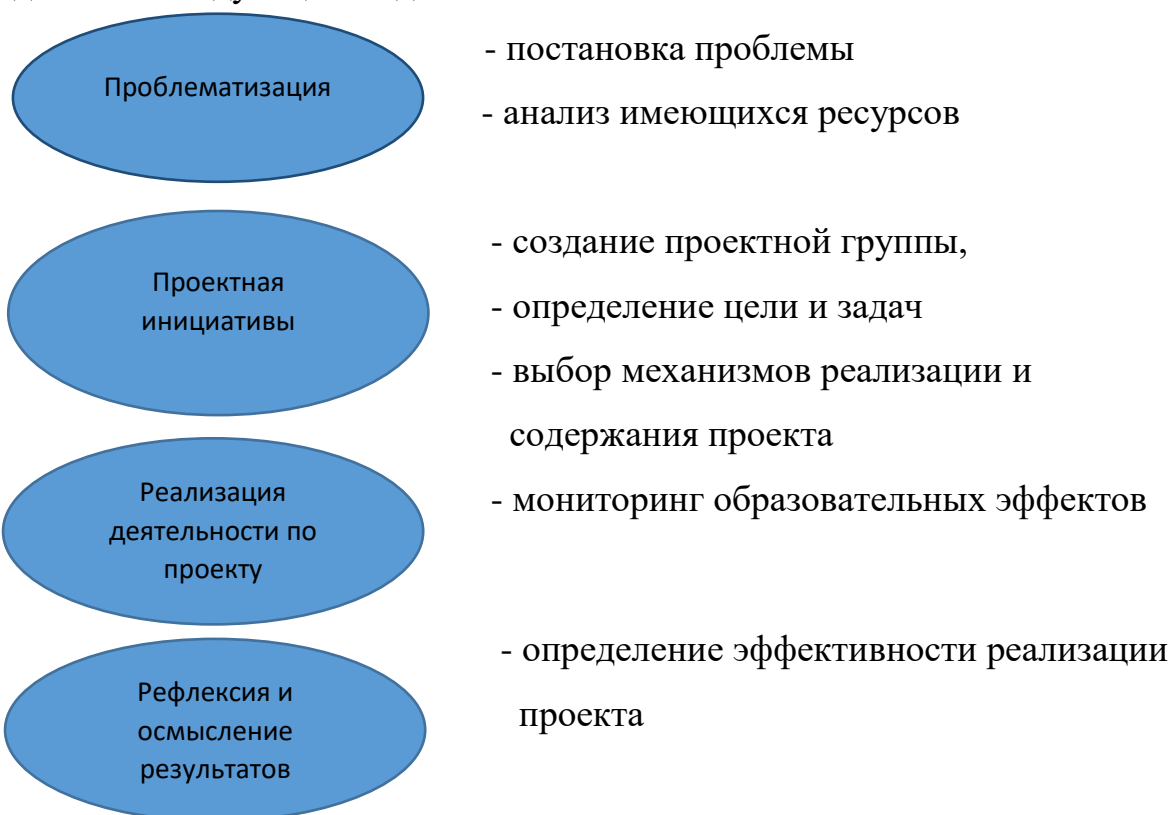 Проблематизация
- постановка проблемы
- анализ имеющихся ресурсов
Проектная
инициативы
- создание проектной группы,
- определение цели и задач
- выбор механизмов реализации и
содержания проекта
Реализация
деятельности по
проекту
- мониторинг образовательных эффектов
Рефлексия и
осмысление
результатов
- определение эффективности реализации
проекта